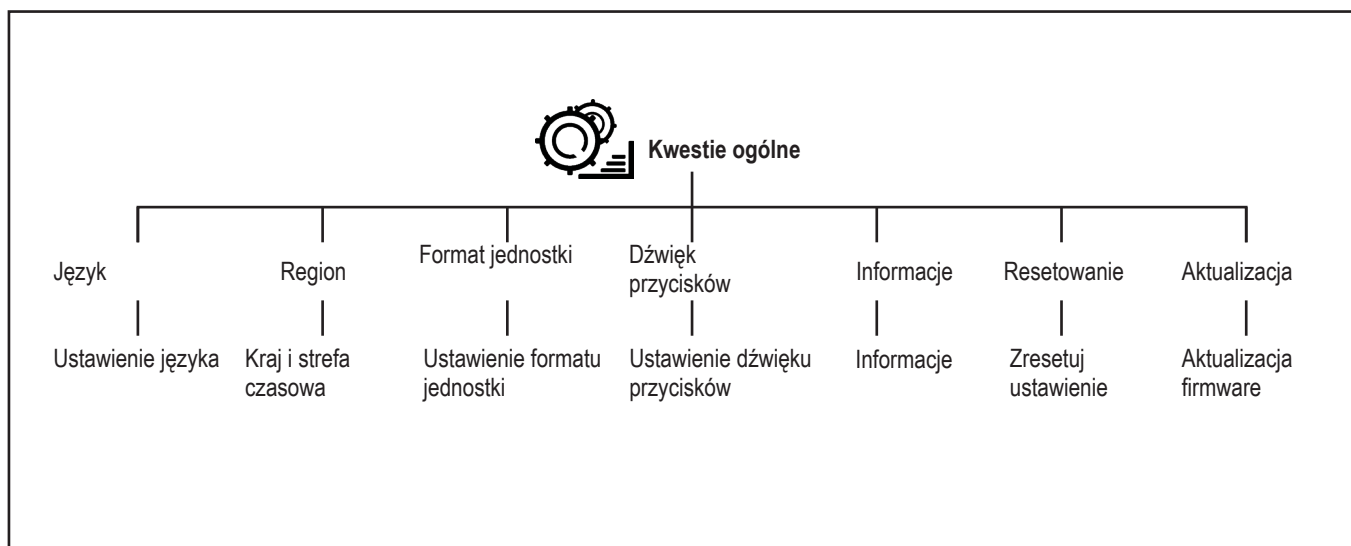 Kwestie ogólne
Język
Region
Format jednostki
Dźwięk
przycisków
Informacje
Resetowanie
Aktualizacja
Ustawienie języka
Kraj i strefa
czasowa
Ustawienie formatu
jednostki
Ustawienie dźwięku
przycisków
Informacje
Zresetuj
ustawienie
Aktualizacja
firmware